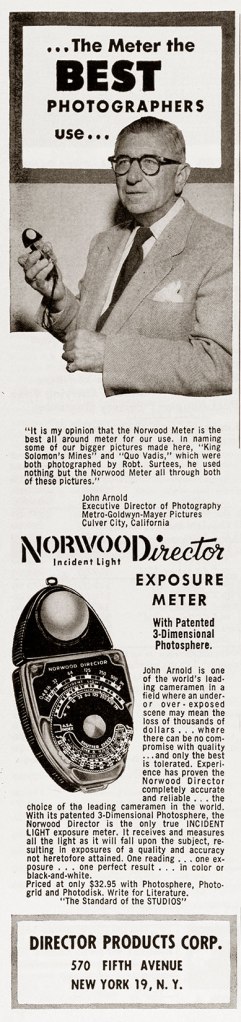 ...The Meter the
BEST
PHOTOGRAPHERS
use...
"It is my opinion that the Norwood Meter is the
best all around meter for our use. In naming
some of our bigger pictures made here, "King
Solomon's Mines" and "Quo Vadis," which were
both photographed by Robt. Surtees, he used
nothing but the Norwood Meter all through both
of these pictures."
John Arnold
Executive Director of Photography
Metro-Goldwyn-Mayer Pictures
Culver City, California
NORWOODirector
Incident Light
EXPOSURE
METER
With Patented
3-Dimensional
Photosphere.
NORWOOD DIRECTOR
John Arnold is one
of the world's lead-
ing cameramen in a
field where an under-
or over-exposed
scene may mean the
loss of thousands of
dollars . . . where
there can be no com-
promise with quality
...and only the best
is tolerated. Experi-
ence has proven the
Norwood Director
completely accurate
and reliable . . . the
choice of the leading cameramen in the world.
With its patented 3-Dimensional Photosphere, the
Norwood Director is the only true INCIDENT
LIGHT exposure meter. It receives and measures
all the light as it will fall upon the subject, re-
sulting in exposures of a quality and accuracy
not heretofore attained. One reading . . . one ex-
posure . . . one perfect result . . . in color or
black-and-white.
Priced at only $32.95 with Photosphere, Photo-
grid and Photodisk. Write for Literature.
"The Standard of the STUDIOS"
DIRECTOR PRODUCTS CORP.
570 FIFTH AVENUE
NEW YORK 19, N. Y.